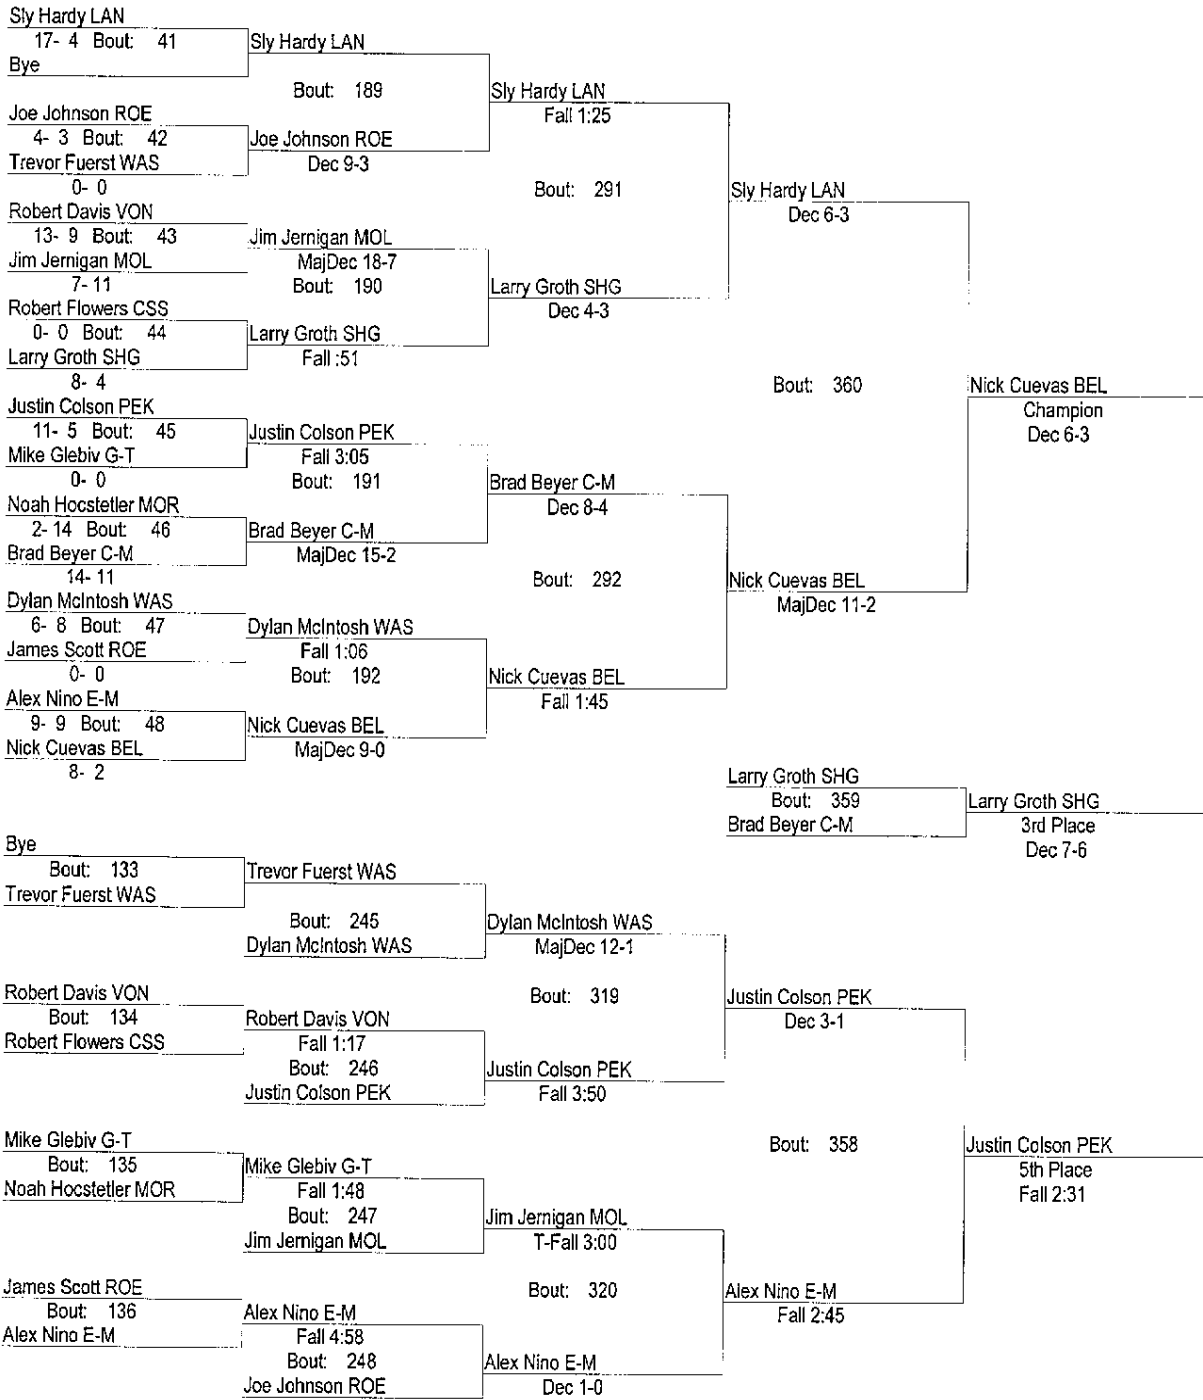 Sly Hardy LAN
17- 4 Bout: 41
Bye
Sly Hardy LAN
Bout: 189
Joe Johnson ROE
4- 3 Bout: 42
Trevor Fuerst WAS
0- 0
Joe Johnson ROE
Dec 9-3
Sly Hardy LAN
Fall 1:25
Bout: 291
Robert Davis VON
13- 9 Bout: 43
Jim Jernigan MOL
7- 11
Jim Jernigan MOL
MajDec 18-7
Bout: 190
Robert Flowers CSS
0- 0 Bout: 44
Larry Groth SHG
8- 4
Larry Groth SHG
Fall :51
Larry Groth SHG
Dec 4-3
Sly Hardy LAN
Dec 6-3
Bout: 360
Nick Cuevas BEL
Champion
Dec 6-3
Justin Colson PEK
11- 5 Bout: 45
Mike Glebiv G-T
0- 0
Justin Colson PEK
Fall 3:05
Bout: 191
Noah Hocstetler MOR
2- 14 Bout: 46
Brad Beyer C-M
14- 11
Brad Beyer C-M
MajDec 15-2
Brad Beyer C-M
Dec 8-4
Bout: 292
Dylan McIntosh WAS
6- 8 Bout: 47
James Scott ROE
0- 0
Dylan McIntosh WAS
Fall 1:06
Bout: 192
Alex Nino E-M
9- 9 Bout: 48
Nick Cuevas BEL
8- 2
Nick Cuevas BEL
MajDec 9-0
Nick Cuevas BEL
Fall 1:45
Nick Cuevas BEL
MajDec 11-2
Larry Groth SHG
Bout: 359
Brad Beyer C-M
Larry Groth SHG
3rd Place
Dec 7-6
Bye
Bout: 133
Trevor Fuerst WAS
Trevor Fuerst WAS
Bout: 245
Dylan McIntosh WAS
Dylan McIntosh WAS
MajDec 12-1
Bout: 319
Robert Davis VON
Bout: 134
Robert Flowers CSS
Robert Davis VON
Fall 1:17
Bout: 246
Justin Colson PEK
Justin Colson PEK
Fall 3:50
Justin Colson PEK
Dec 3-1
Bout: 358
Justin Colson PEK
5th Place
Fall 2:31
Mike Glebiv G-T
Bout: 135
Noah Hocstetler MOR
Mike Glebiv G-T
Fall 1:48
Bout: 247
Jim Jernigan MOL
Jim Jernigan MOL
T-Fall 3:00
Bout: 320
James Scott ROE
Bout: 136
Alex Nino E-M
Alex Nino E-M
Fall 4:58
Bout: 248
Joe Johnson ROE
Alex Nino E-M
Dec 1-0
Alex Nino E-M
Fall 2:45